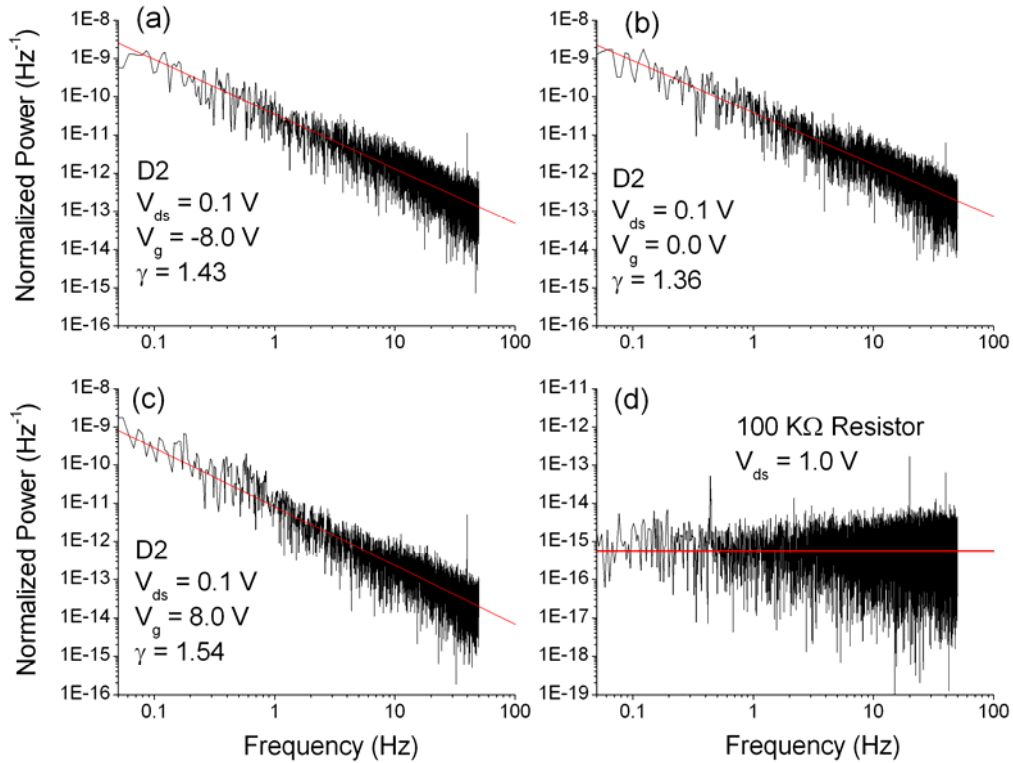 (a)
Normalized Power (Hz⁻¹)
1E-8
1E-9
1E-10
1E-11
1E-12
1E-13
1E-14
1E-15
1E-16
D2
V_ds = 0.1 V
V_g = -8.0 V
γ = 1.43
0.1 1 10 100
(b)
1E-8
1E-9
1E-10
1E-11
1E-12
1E-13
1E-14
1E-15
1E-16
D2
V_ds = 0.1 V
V_g = 0.0 V
γ = 1.36
0.1 1 10 100
(c)
Normalized Power (Hz⁻¹)
1E-8
1E-9
1E-10
1E-11
1E-12
1E-13
1E-14
1E-15
1E-16
D2
V_ds = 0.1 V
V_g = 8.0 V
γ = 1.54
0.1 1 10 100
Frequency (Hz)
(d)
1E-11
1E-12
1E-13
1E-14
1E-15
1E-16
1E-17
1E-18
1E-19
100 KΩ Resistor
V_ds = 1.0 V
0.1 1 10 100
Frequency (Hz)